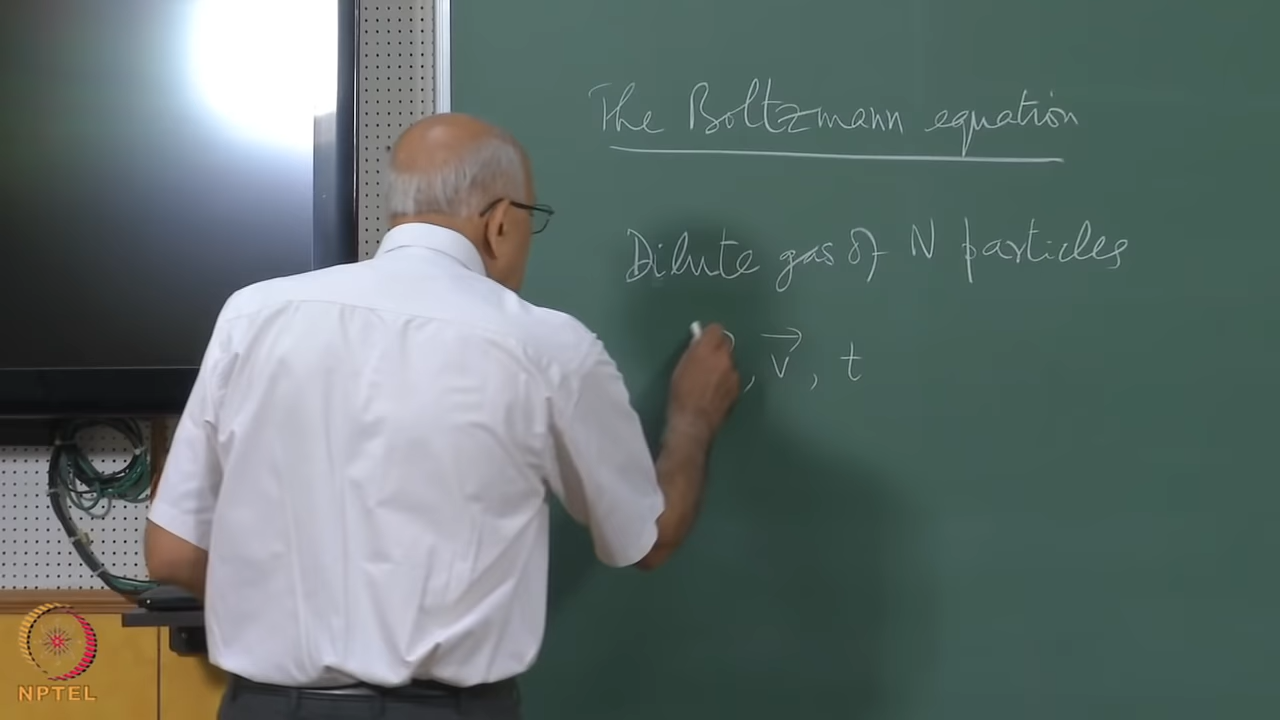 The Boltzmann equation
Dilute gas of N particles
, v⃗, t
NPTEL